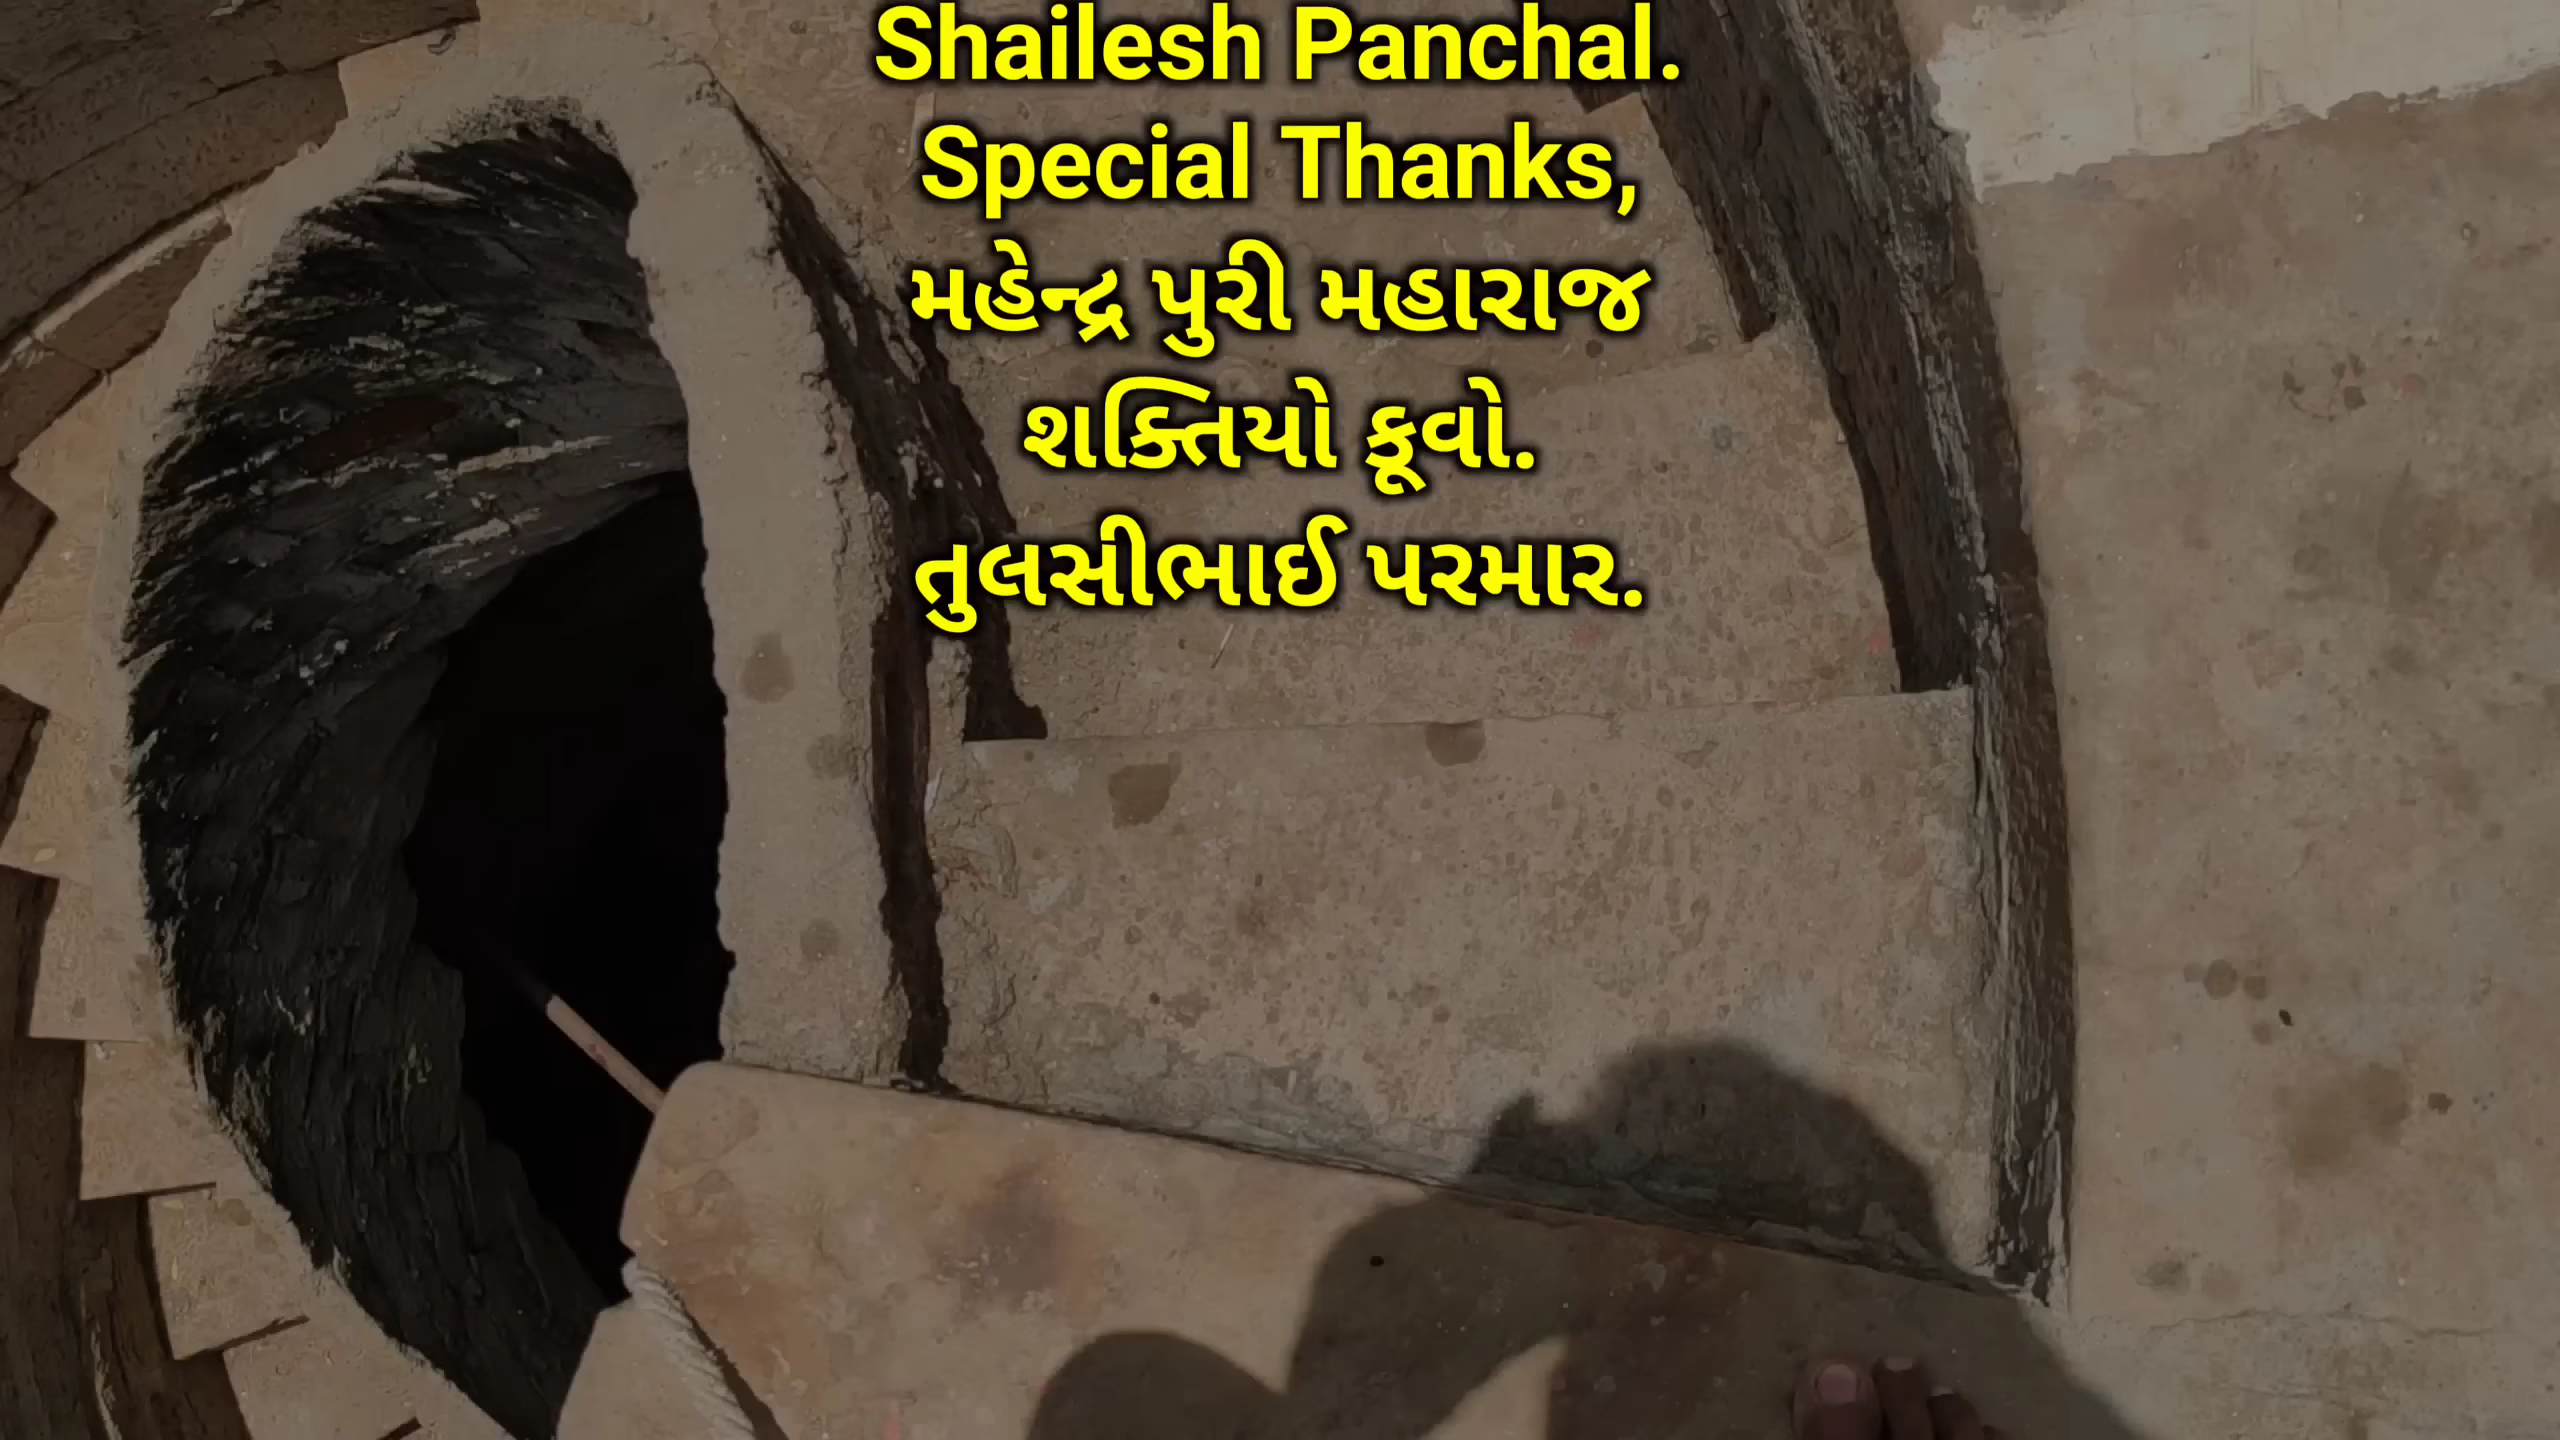 Shailesh Panchal.
Special Thanks,
મહેન્દ્ર પુરી મહારાજ
શક્તિયો કૂવો.
તુલસીભાઈ પરમાર.